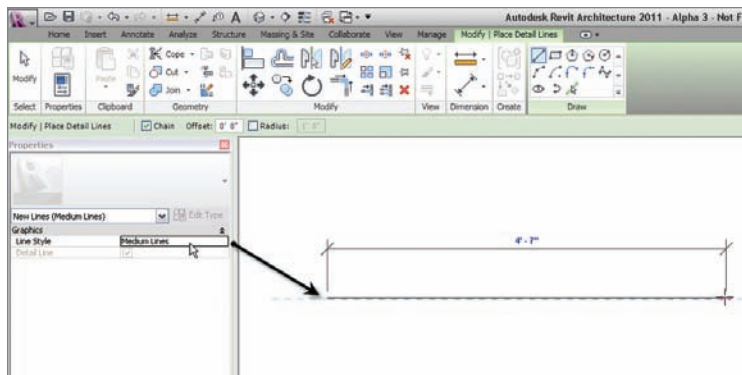 Autodesk Revit Architecture 2011 - Alpha 3 - Not F
Home Insert Annotate Analyze Structure Massing & Site Collaborate View Manage Modify | Place Detail Lines
Modify
Paste
Cope
Cut
Join
Select Properties Clipboard Geometry Modify View Dimension Create Draw
Modify | Place Detail Lines Chain Offset: 0' 0" Radius: 1' 0"
Properties
New Lines (Medium Lines) Edit Type
Graphics
Line Style Medium Lines
Detail Line
4' - 7"